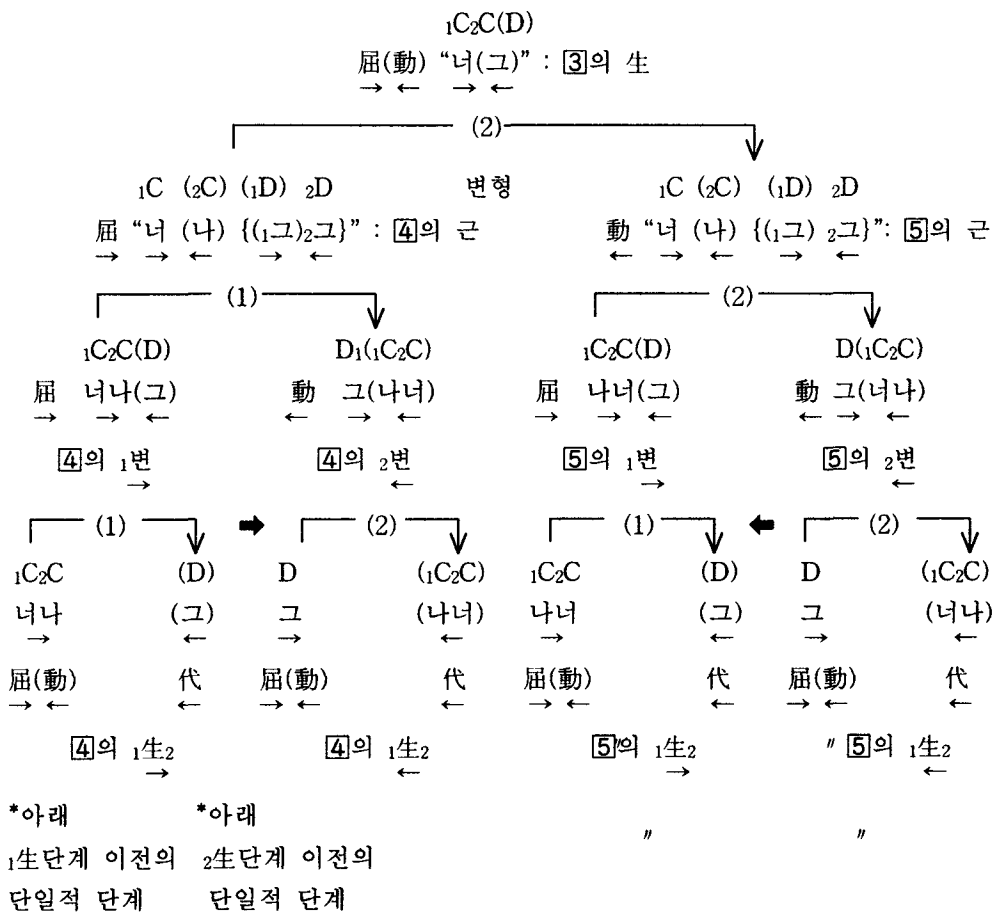 ₁C₂C(D)
屈(動) “너(그)” : ③의 生
→ ← → ←
(2)
₁C (₂C) (₁D) ₂D 변형 ₁C (₂C) (₁D) ₂D
屈 “너 (나) {(₁그)₂그}” : ④의 근 動 “너 (나) {(₁그) ₂그}”: ⑤의 근
→ → ← → ← ← → ← → ←
(1) (2)
₁C₂C(D) D₁(₁C₂C) ₁C₂C(D) D(₁C₂C)
屈 너나(그) 動 그(나너) 屈 나너(그) 動 그(너나)
→ → ← ← → ← → → ← ← → ←
④의 ₁변 ④의 ₂변 ⑤의 ₁변 ⑤의 ₂변
→ ← → ←
(1) ➡ (2) (1) ⬅ (2)
₁C₂C (D) D (₁C₂C) ₁C₂C (D) D (₁C₂C)
너나 (그) 그 (나너) 나너 (그) 그 (너나)
→ ← → ← → ← → ←
屈(動) 代 屈(動) 代 屈(動) 代 屈(動) 代
→ ← ← → ← ← → ← ← → ← ←
④의 ₁生₂ ④의 ₁生₂ ⑤〃의 ₁生₂ 〃 ⑤의 ₁生₂
→ ← → ←
*아래 *아래
〃 〃
₁生단계 이전의 ₂生단계 이전의
단일적 단계 단일적 단계